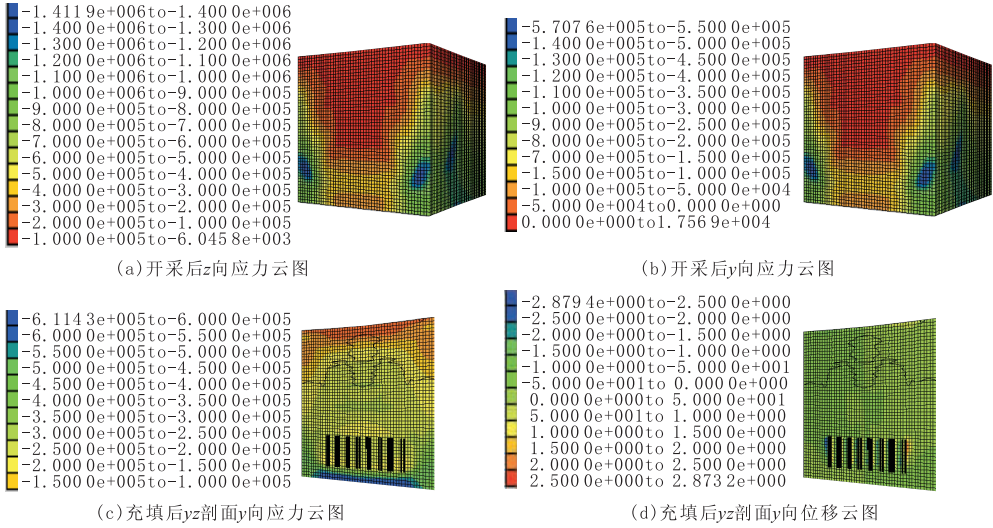 -1.411 9e+006to-1.400 0e+006
-1.400 0e+006to-1.300 0e+006
-1.300 0e+006to-1.200 0e+006
-1.200 0e+006to-1.100 0e+006
-1.100 0e+006to-1.000 0e+006
-1.000 0e+006to-9.000 0e+005
-9.000 0e+005to-8.000 0e+005
-8.000 0e+005to-7.000 0e+005
-7.000 0e+005to-6.000 0e+005
-6.000 0e+005to-5.000 0e+005
-5.000 0e+005to-4.000 0e+005
-4.000 0e+005to-3.000 0e+005
-3.000 0e+005to-2.000 0e+005
-2.000 0e+005to-1.000 0e+005
-1.000 0e+005to-6.045 8e+003
(a)开采后z向应力云图
-5.707 6e+005to-5.500 0e+005
-1.400 0e+005to-5.000 0e+005
-1.300 0e+005to-4.500 0e+005
-1.200 0e+005to-4.000 0e+005
-1.100 0e+005to-3.500 0e+005
-1.000 0e+005to-3.000 0e+005
-9.000 0e+005to-2.500 0e+005
-8.000 0e+005to-2.000 0e+005
-7.000 0e+005to-1.500 0e+005
-1.500 0e+005to-1.000 0e+005
-1.000 0e+005to-5.000 0e+004
-5.000 0e+004to0.000 0e+000
0.000 0e+000to1.756 9e+004
(b)开采后y向应力云图
-6.114 3e+005to-6.000 0e+005
-6.000 0e+005to-5.500 0e+005
-5.500 0e+005to-5.000 0e+005
-5.000 0e+005to-4.500 0e+005
-4.500 0e+005to-4.000 0e+005
-4.000 0e+005to-3.500 0e+005
-3.500 0e+005to-3.000 0e+005
-3.000 0e+005to-2.500 0e+005
-2.500 0e+005to-2.000 0e+005
-2.000 0e+005to-1.500 0e+005
-1.500 0e+005to-1.000 0e+005
(c)充填后yz剖面y向应力云图
-2.879 4e+000to-2.500 0e+000
-2.500 0e+000to-2.000 0e+000
-2.000 0e+000to-1.500 0e+000
-1.500 0e+000to-1.000 0e+000
-1.000 0e+000to-5.000 0e+001
-5.000 0e+001to 0.000 0e+000
0.000 0e+000to 5.000 0e+001
5.000 0e+001to 1.000 0e+000
1.000 0e+000to 1.500 0e+000
1.500 0e+000to 2.000 0e+000
2.000 0e+000to 2.500 0e+000
2.500 0e+000to 2.873 2e+000
(d)充填后yz剖面y向位移云图